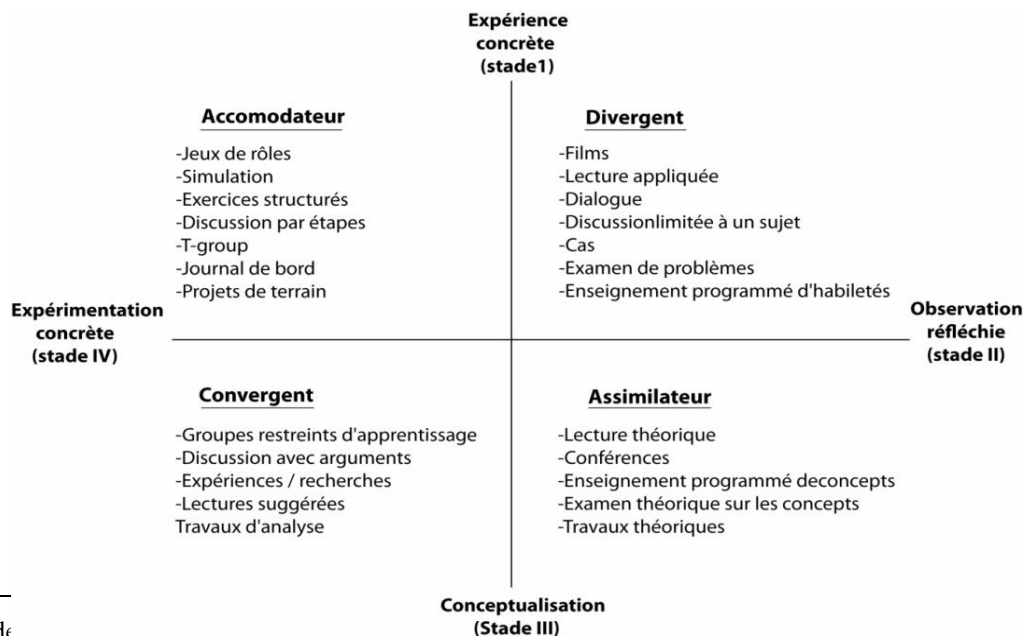 Expérience
concrète
(stade1)
Accomodateur
-Jeux de rôles
-Simulation
-Exercices structurés
-Discussion par étapes
-T-group
-Journal de bord
-Projets de terrain
Divergent
-Films
-Lecture appliquée
-Dialogue
-Discussionlimitée à un sujet
-Cas
-Examen de problèmes
-Enseignement programmé d'habiletés
Expérimentation
concrète
(stade IV)
Observation
réfléchie
(stade II)
Convergent
-Groupes restreints d'apprentissage
-Discussion avec arguments
-Expériences / recherches
-Lectures suggérées
Travaux d'analyse
Assimilateur
-Lecture théorique
-Conférences
-Enseignement programmé deconcepts
-Examen théorique sur les concepts
-Travaux théoriques
Conceptualisation
(Stade III)